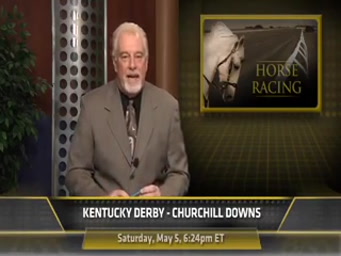 HORSE
RACING
KENTUCKY DERBY - CHURCHILL DOWNS
Saturday, May 5, 6:24pm ET